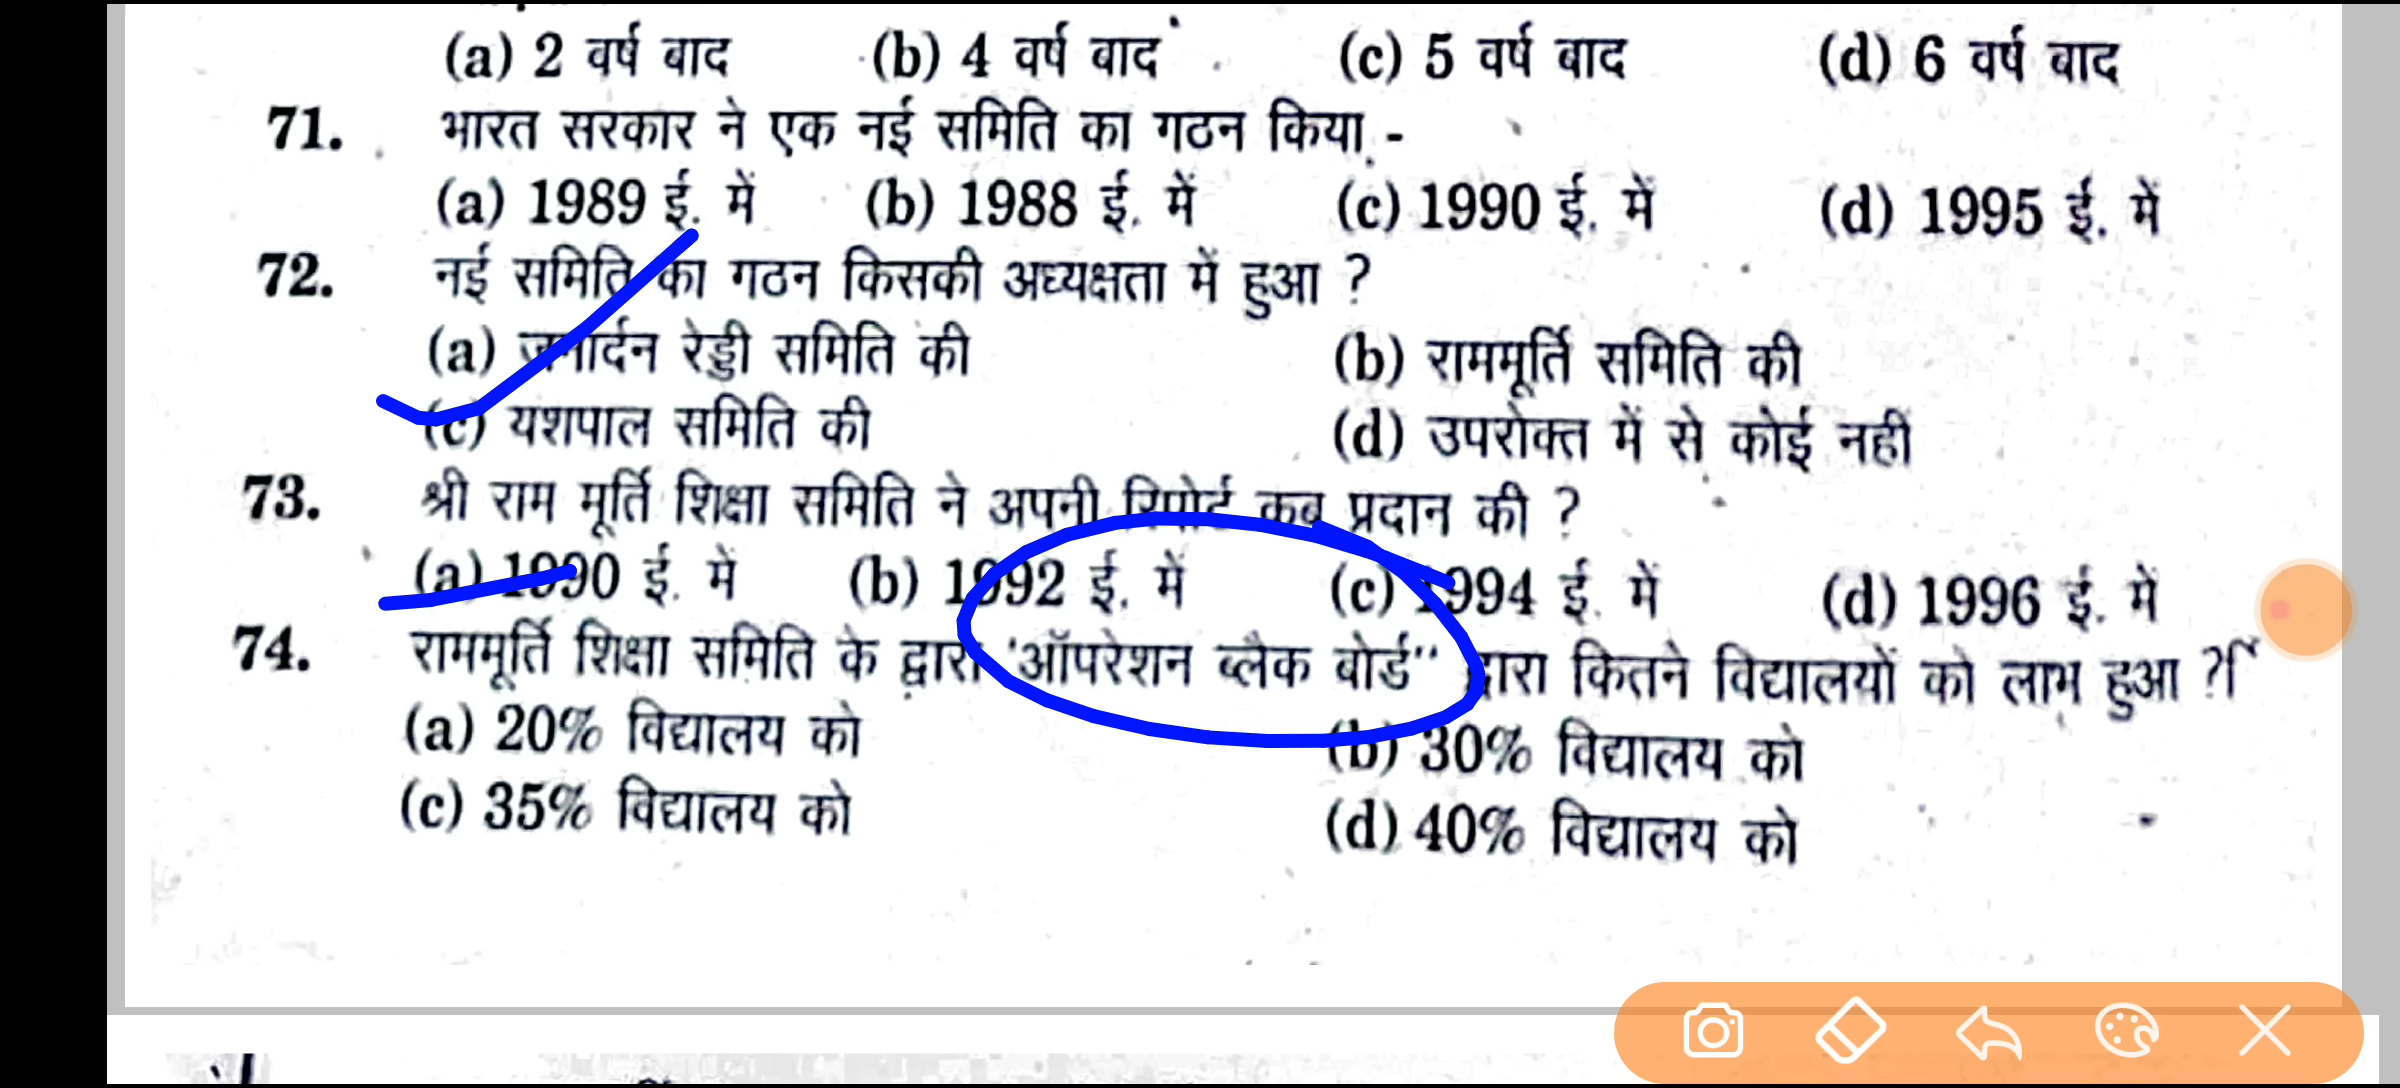 (a) 2 वर्ष बाद (b) 4 वर्ष बाद (c) 5 वर्ष बाद (d) 6 वर्ष बाद
71. भारत सरकार ने एक नई समिति का गठन किया -
(a) 1989 ई. में (b) 1988 ई. में (c) 1990 ई. में (d) 1995 ई. में
72. नई समिति का गठन किसकी अध्यक्षता में हुआ ?
(a) जनार्दन रेड्डी समिति की (b) राममूर्ति समिति की
(c) यशपाल समिति की (d) उपरोक्त में से कोई नहीं
73. श्री राम मूर्ति शिक्षा समिति ने अपनी रिपोर्ट कब प्रदान की ?
(a) 1990 ई. में (b) 1992 ई. में (c) 1994 ई. में (d) 1996 ई. में
74. राममूर्ति शिक्षा समिति के द्वारा 'ऑपरेशन ब्लैक बोर्ड" द्वारा कितने विद्यालयों को लाभ हुआ ?
(a) 20% विद्यालय को (b) 30% विद्यालय को
(c) 35% विद्यालय को (d) 40% विद्यालय को